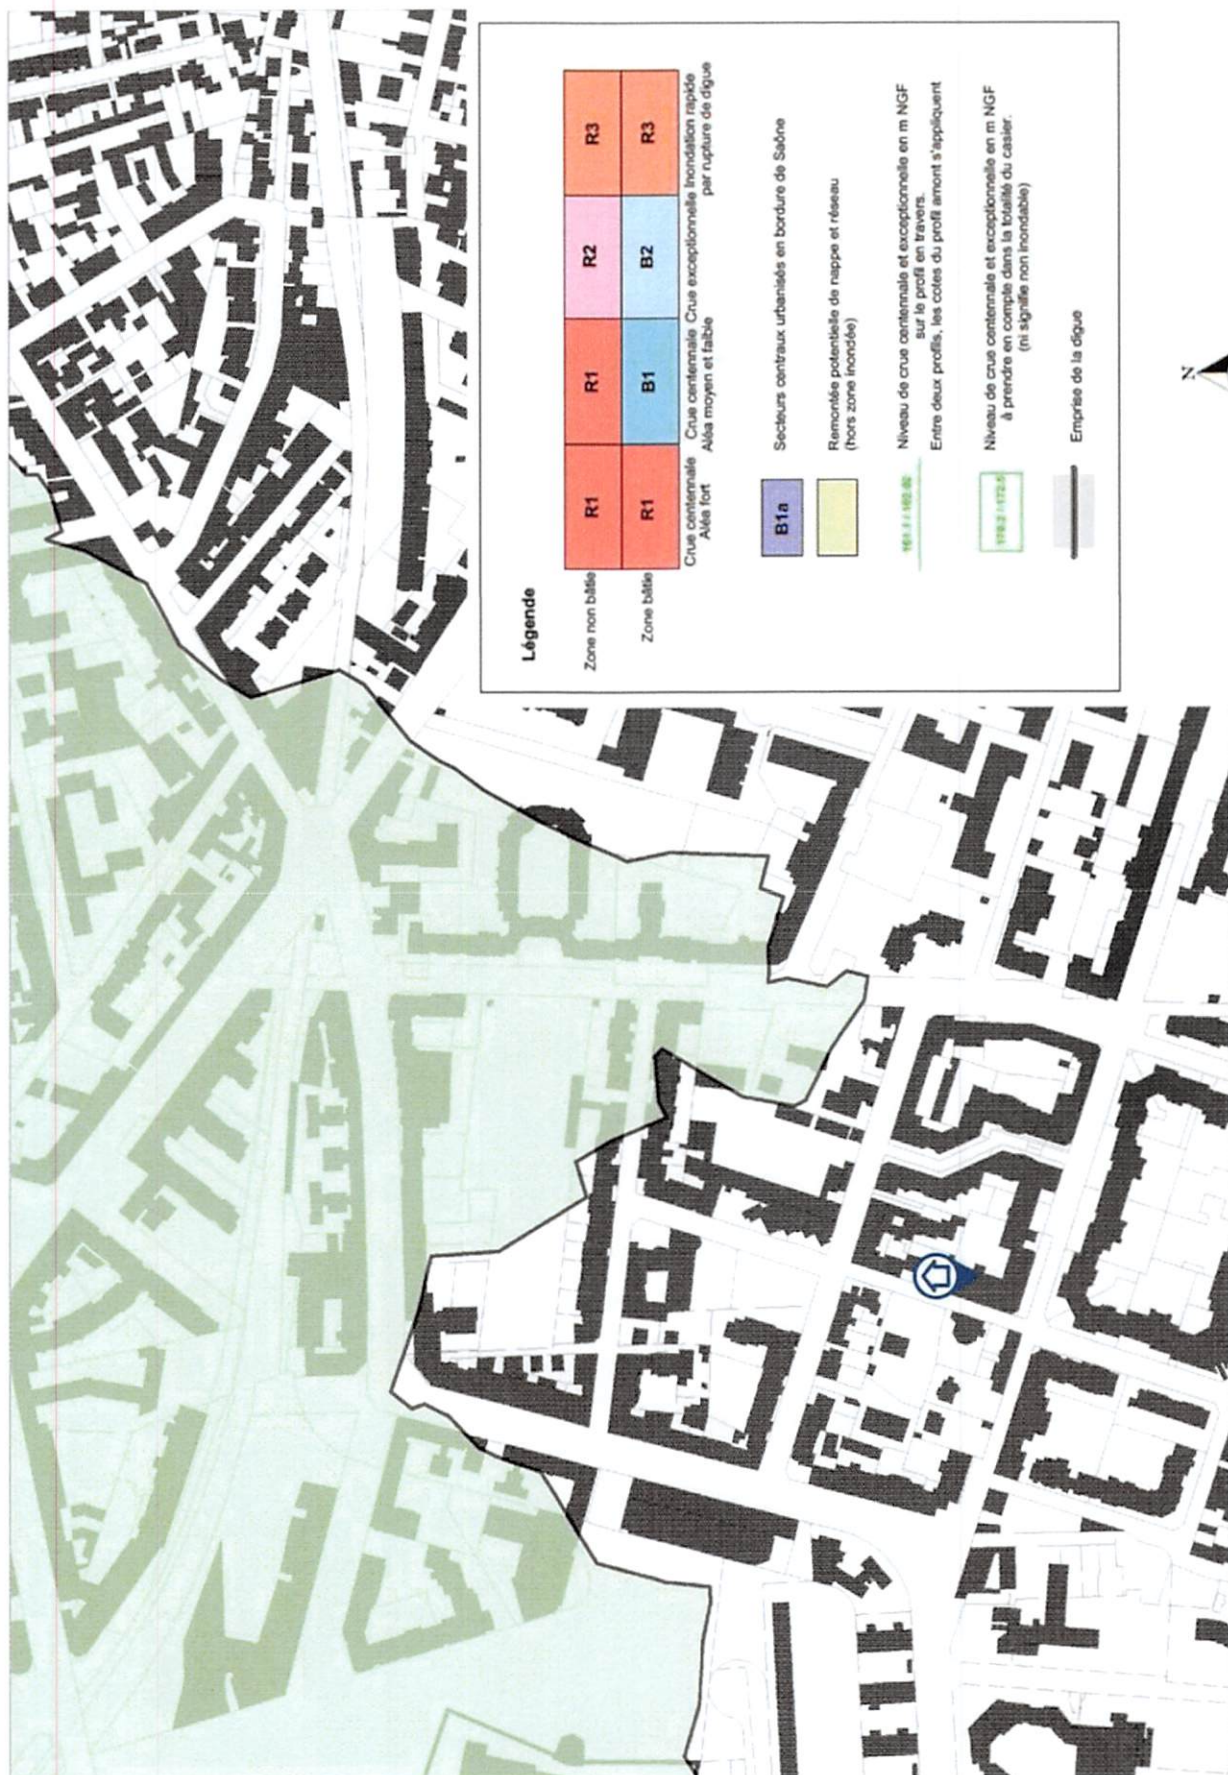 Légende
Zone non bâtie
R1
R1
R2
R3
Zone bâtie
R1
B1
B2
R3
Crue centennale
Aléa fort
Crue centennale
Aléa moyen et faible
Crue exceptionnelle
Inondation rapide
par rupture de digue
B1a
Secteurs centraux urbanisés en bordure de Saône
Remontée potentielle de nappe et réseau
(hors zone inondée)
Niveau de crue centennale et exceptionnelle en m NGF
sur le profil en travers.
Entre deux profils, les cotes du profil amont s'appliquent
Niveau de crue centennale et exceptionnelle en m NGF
à prendre en compte dans la totalité du casier.
(ni signifie non inondable)
Emprise de la digue
N